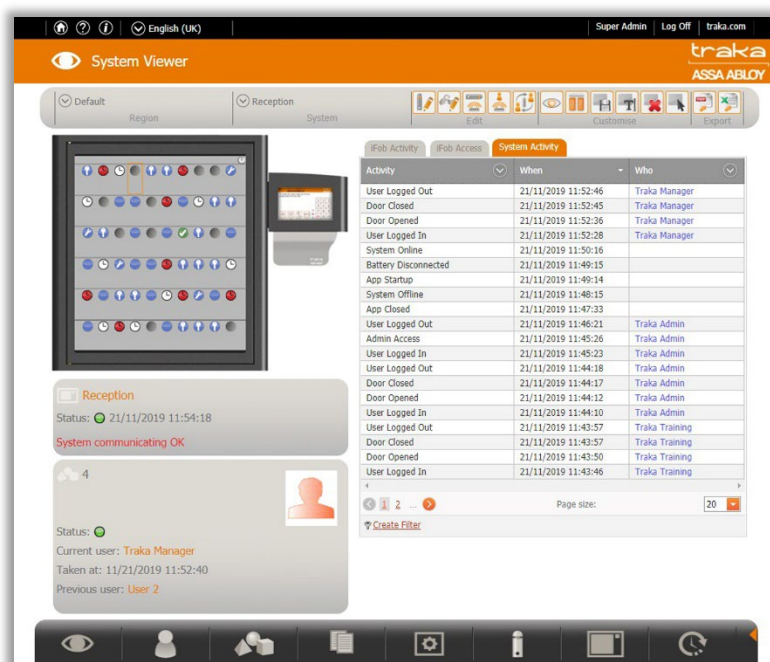 English (UK)
Super Admin
Log Off
traka.com
System Viewer
traka
ASSA ABLOY
Default
Region
Reception
System
Edit
Customise
Export
iFob Activity
iFob Access
System Activity
Activity When Who
User Logged Out 21/11/2019 11:52:46 Traka Manager
Door Closed 21/11/2019 11:52:45 Traka Manager
Door Opened 21/11/2019 11:52:36 Traka Manager
User Logged In 21/11/2019 11:52:28 Traka Manager
System Online 21/11/2019 11:50:16
Battery Disconnected 21/11/2019 11:49:15
App Startup 21/11/2019 11:49:14
System Offline 21/11/2019 11:48:15
App Closed 21/11/2019 11:47:33
User Logged Out 21/11/2019 11:46:21 Traka Admin
Admin Access 21/11/2019 11:45:26 Traka Admin
User Logged In 21/11/2019 11:45:23 Traka Admin
User Logged Out 21/11/2019 11:44:18 Traka Admin
Door Closed 21/11/2019 11:44:17 Traka Admin
Door Opened 21/11/2019 11:44:12 Traka Admin
User Logged In 21/11/2019 11:44:10 Traka Admin
User Logged Out 21/11/2019 11:43:57 Traka Training
Door Closed 21/11/2019 11:43:57 Traka Training
Door Opened 21/11/2019 11:43:50 Traka Training
User Logged In 21/11/2019 11:43:46 Traka Training
1 2 ...
Page size:
20
Create Filter
Reception
Status: 21/11/2019 11:54:18
System communicating OK
4
Status:
Current user: Traka Manager
Taken at: 11/21/2019 11:52:40
Previous user: User 2